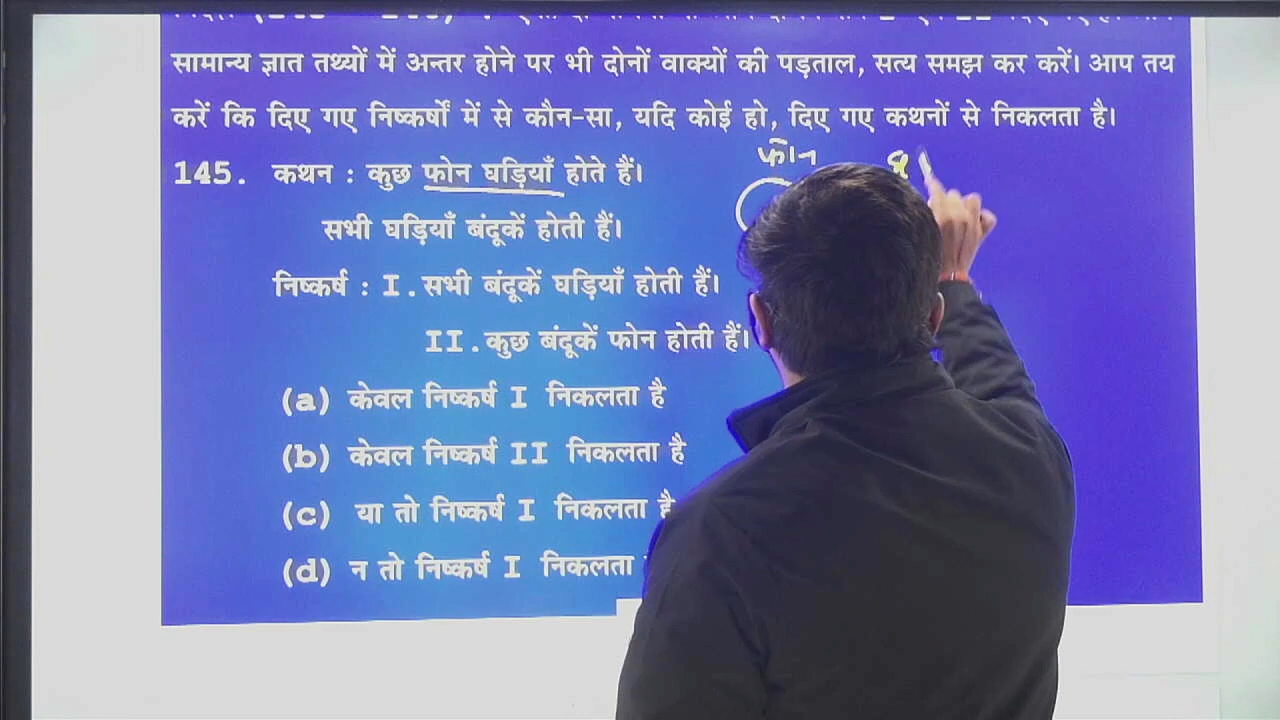 सामान्य ज्ञात तथ्यों में अन्तर होने पर भी दोनों वाक्यों की पड़ताल, सत्य समझ कर करें। आप तय
करें कि दिए गए निष्कर्षों में से कौन-सा, यदि कोई हो, दिए गए कथनों से निकलता है।
145. कथन : कुछ फोन घड़ियाँ होते हैं।
फोन
सभी घड़ियाँ बंदूकें होती हैं।
निष्कर्ष : I. सभी बंदूकें घड़ियाँ होती हैं।
II. कुछ बंदूकें फोन होती हैं।
(a) केवल निष्कर्ष I निकलता है
(b) केवल निष्कर्ष II निकलता है
(c) या तो निष्कर्ष I निकलता है
(d) न तो निष्कर्ष I निकलता